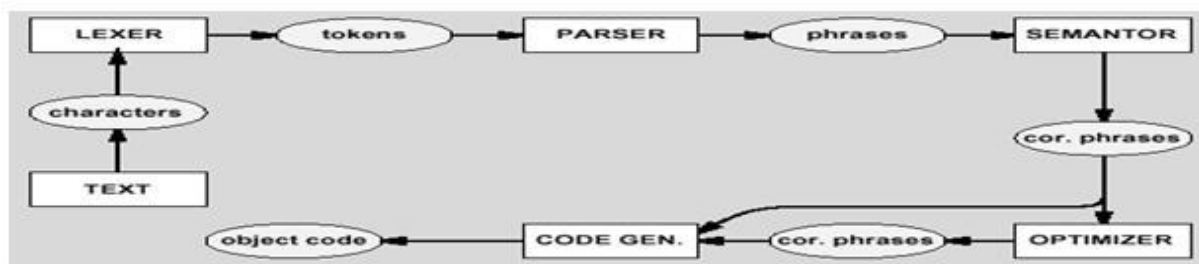 LEXER tokens PARSER phrases SEMANTOR
characters
cor. phrases
TEXT
object code CODE GEN. cor. phrases OPTIMIZER